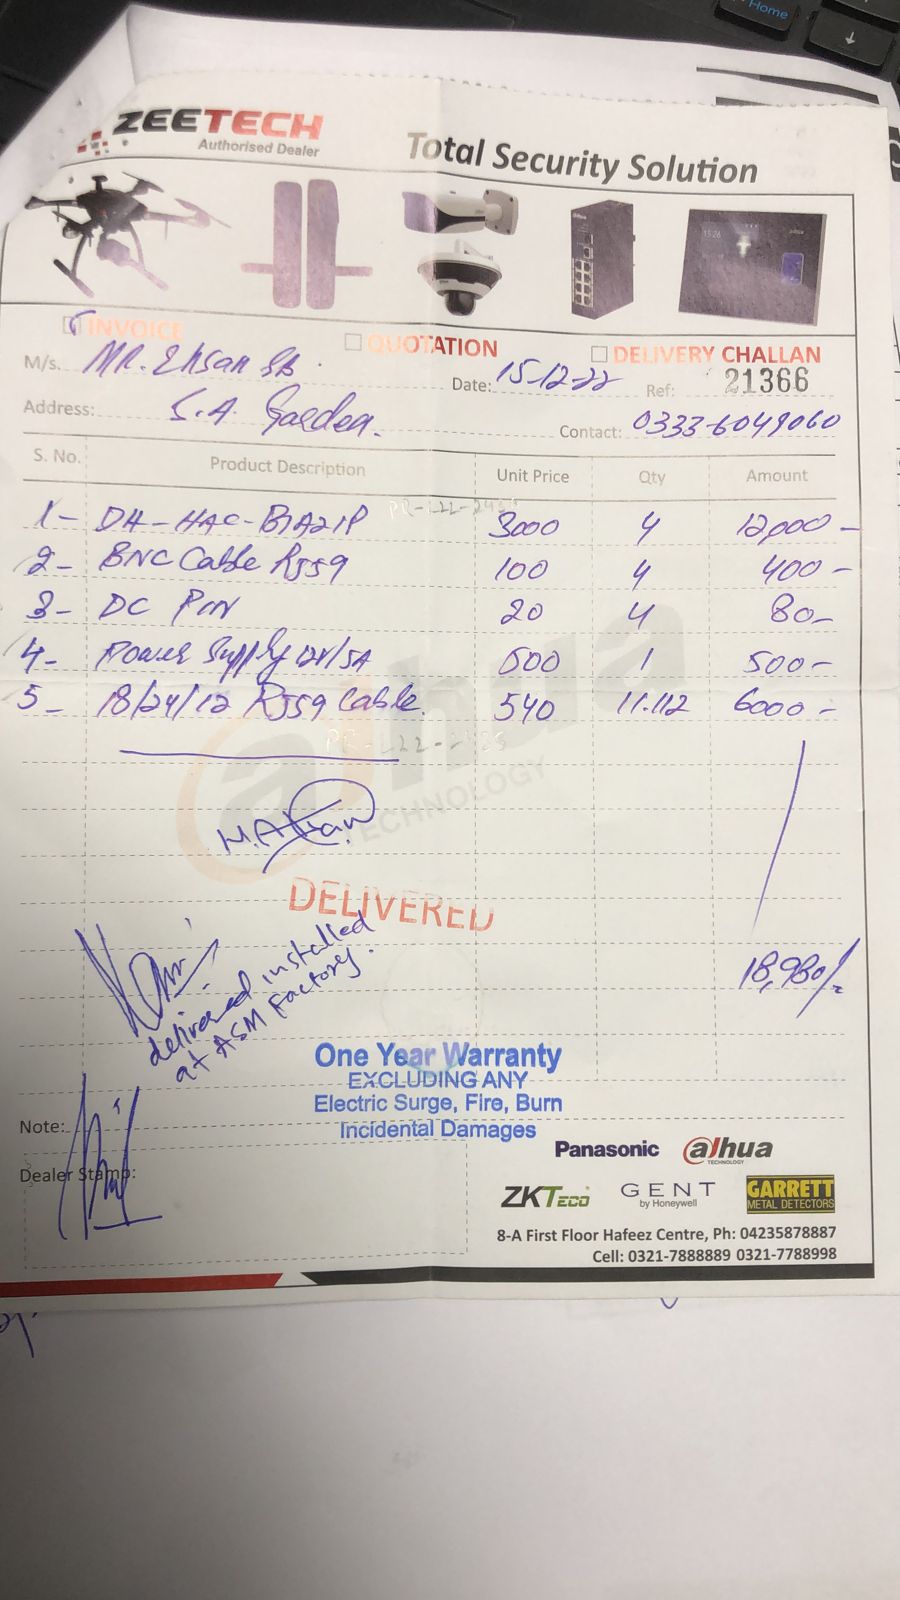 ZEETECH
Authorised Dealer
Total Security Solution
INVOICE
QUOTATION
DELIVERY CHALLAN
M/s. MR. Ehsan Sb.
Date: 15-12-22 Ref: 21366
Address: S.A Garden.
Contact: 0333-6049060
S. No. Product Description Unit Price Qty Amount
1- DH-HAC-B1A21P 3000 4 12,000-
2- BNC Cable RJ59 100 4 400-
3- DC PIN 20 4 80-
4- Power Supply 12V/5A 500 1 500-
5- 18/24/12 RJ59 Cable. 540 11.112 6000-
alhua
TECHNOLOGY
DELIVERED
18,980/-
delivered installed
at ASM Factory.
One Year Warranty
EXCLUDING ANY
Electric Surge, Fire, Burn
Incidental Damages
Note:
Dealer Stamp:
Panasonic alhua
TECHNOLOGY
ZKTECO GENT by Honeywell GARRETT METAL DETECTORS
8-A First Floor Hafeez Centre, Ph: 04235878887
Cell: 0321-7888889 0321-7788998
Home